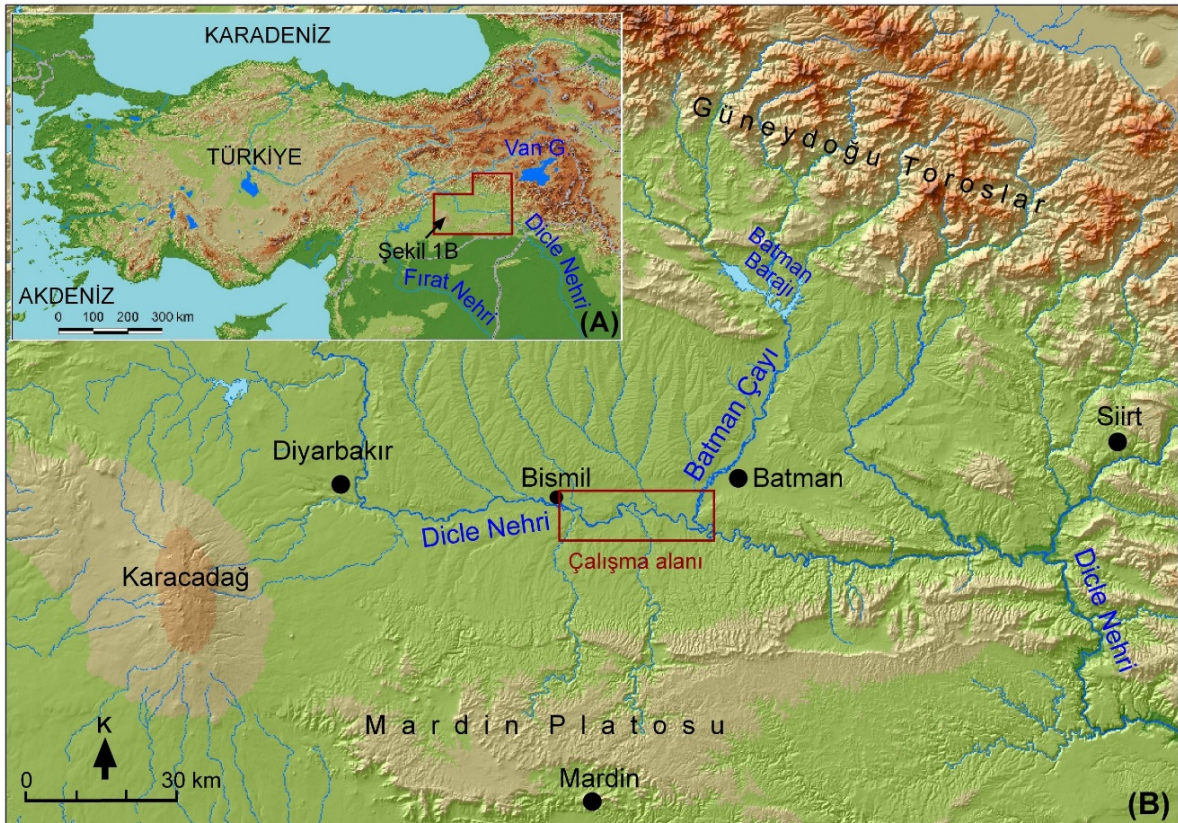 KARADENİZ
TÜRKİYE
Van G.
Şekil 1B
Fırat Nehri
Dicle Nehri
AKDENİZ
0 100 200 300 km
(A)
Güneydoğu Toroslar
Batman
Barajı
Batman Çayı
Siirt
Diyarbakır
Bismil
Batman
Dicle Nehri
Çalışma alanı
Karacadağ
Dicle Nehri
Mardin Platosu
K
0 30 km
Mardin
(B)